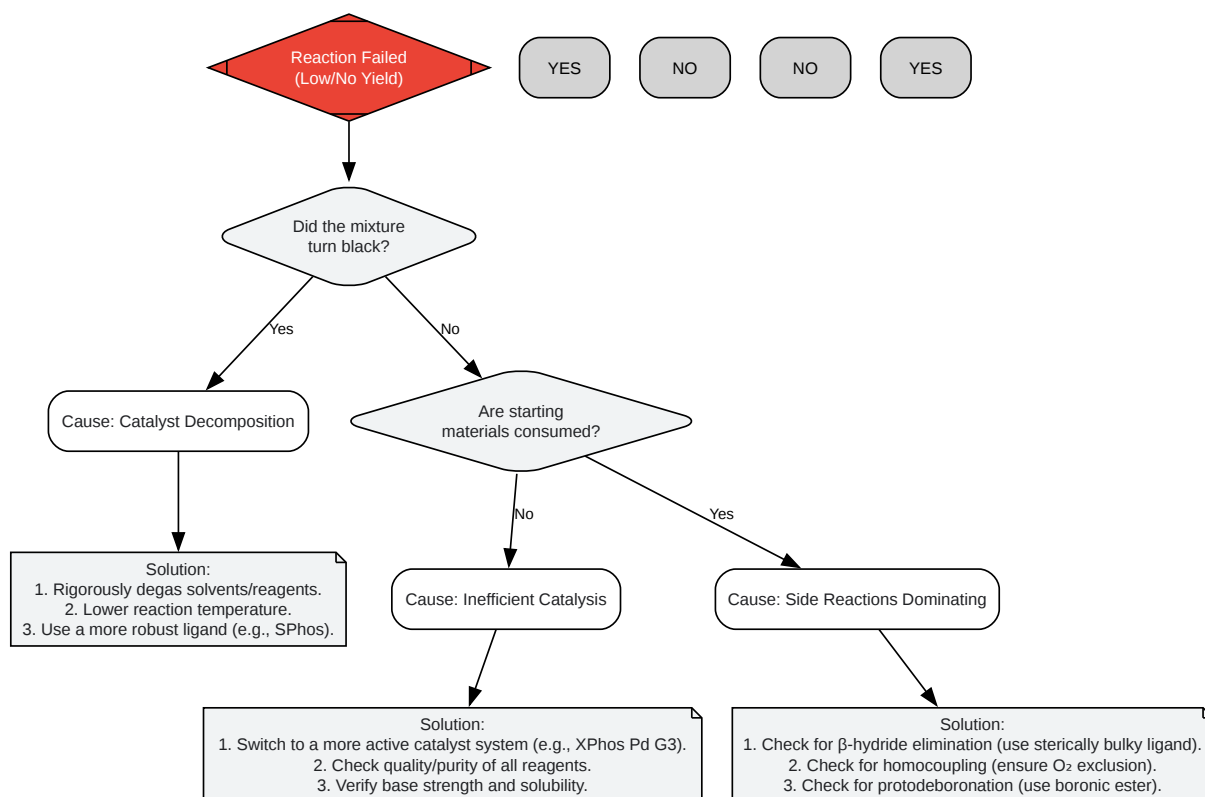 Reaction Failed
(Low/No Yield)
YES
NO
NO
YES
Did the mixture
turn black?
Yes
No
Cause: Catalyst Decomposition
Are starting
materials consumed?
No
Yes
Solution:
1. Rigorously degas solvents/reagents.
2. Lower reaction temperature.
3. Use a more robust ligand (e.g., SPhos).
Cause: Inefficient Catalysis
Cause: Side Reactions Dominating
Solution:
1. Switch to a more active catalyst system (e.g., XPhos Pd G3).
2. Check quality/purity of all reagents.
3. Verify base strength and solubility.
Solution:
1. Check for β-hydride elimination (use sterically bulky ligand).
2. Check for homocoupling (ensure O₂ exclusion).
3. Check for protodeboronation (use boronic ester).